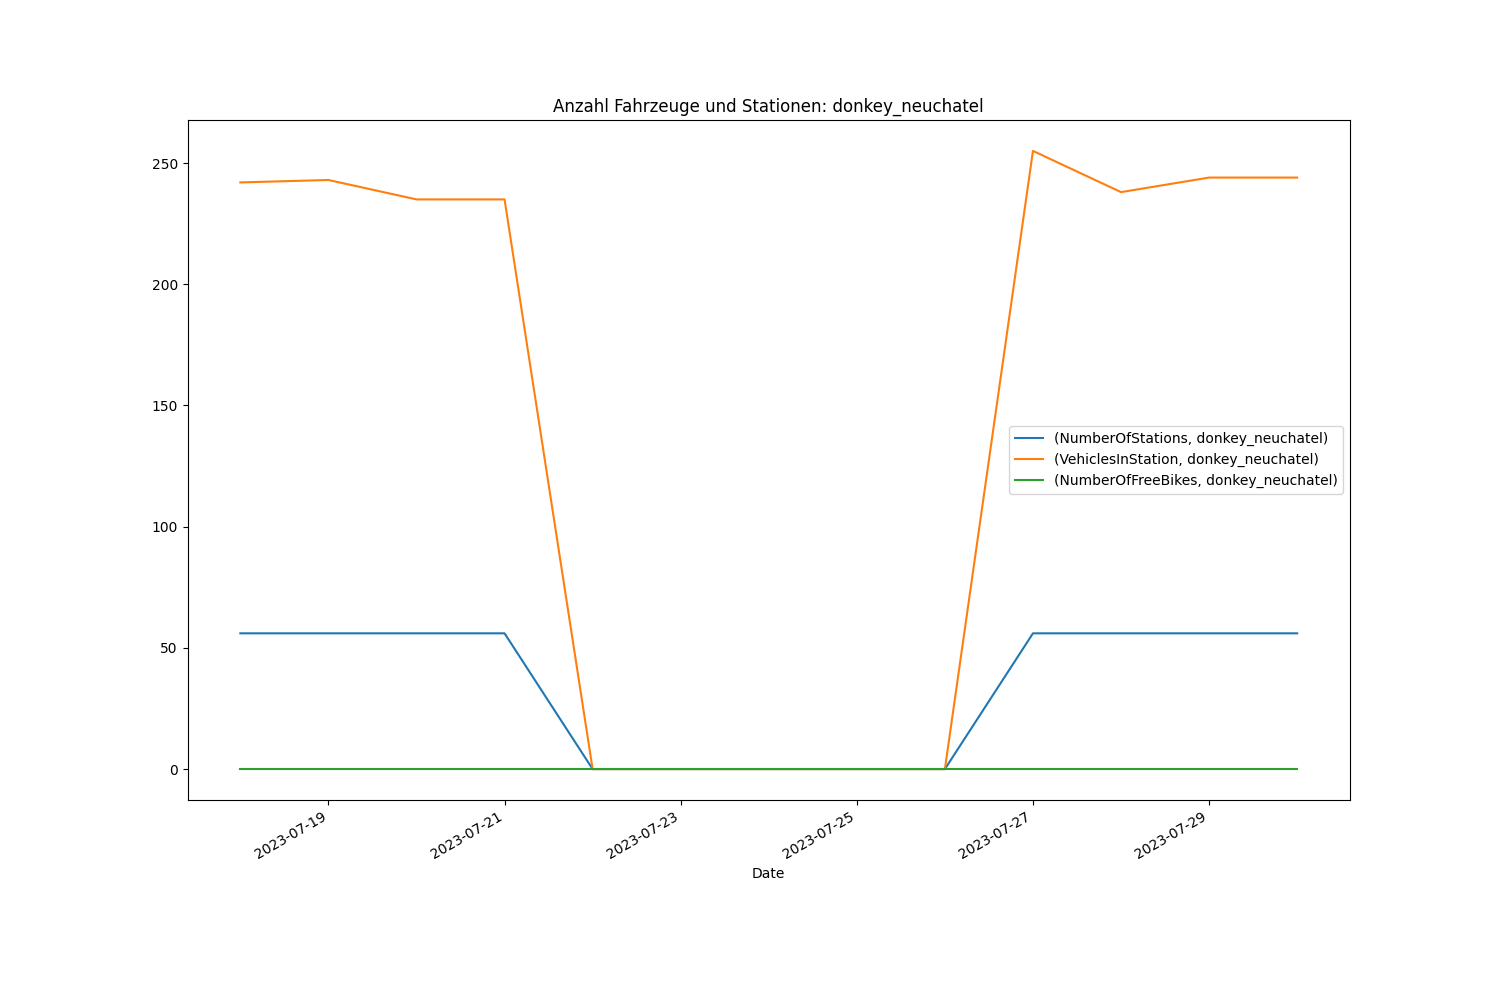 Anzahl Fahrzeuge und Stationen: donkey_neuchatel
250
200
150
100
50
0
(NumberOfStations, donkey_neuchatel)
(VehiclesInStation, donkey_neuchatel)
(NumberOfFreeBikes, donkey_neuchatel)
2023-07-19
2023-07-21
2023-07-23
2023-07-25
2023-07-27
2023-07-29
Date